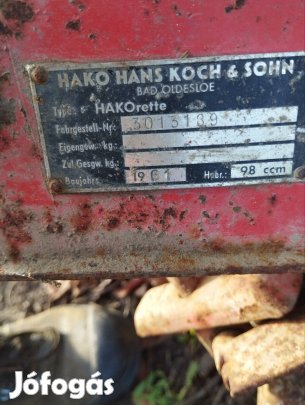 HAKO HANS KOCH & SOHN
BAD OLDESLOE
Type: HAKOrette
Fahrgestell-Nr: 3013189
Eigengew. kg:
Zul. Gesgw. kg:
Baujahr: 1961 Hubr.: 98 ccm
Jófogás